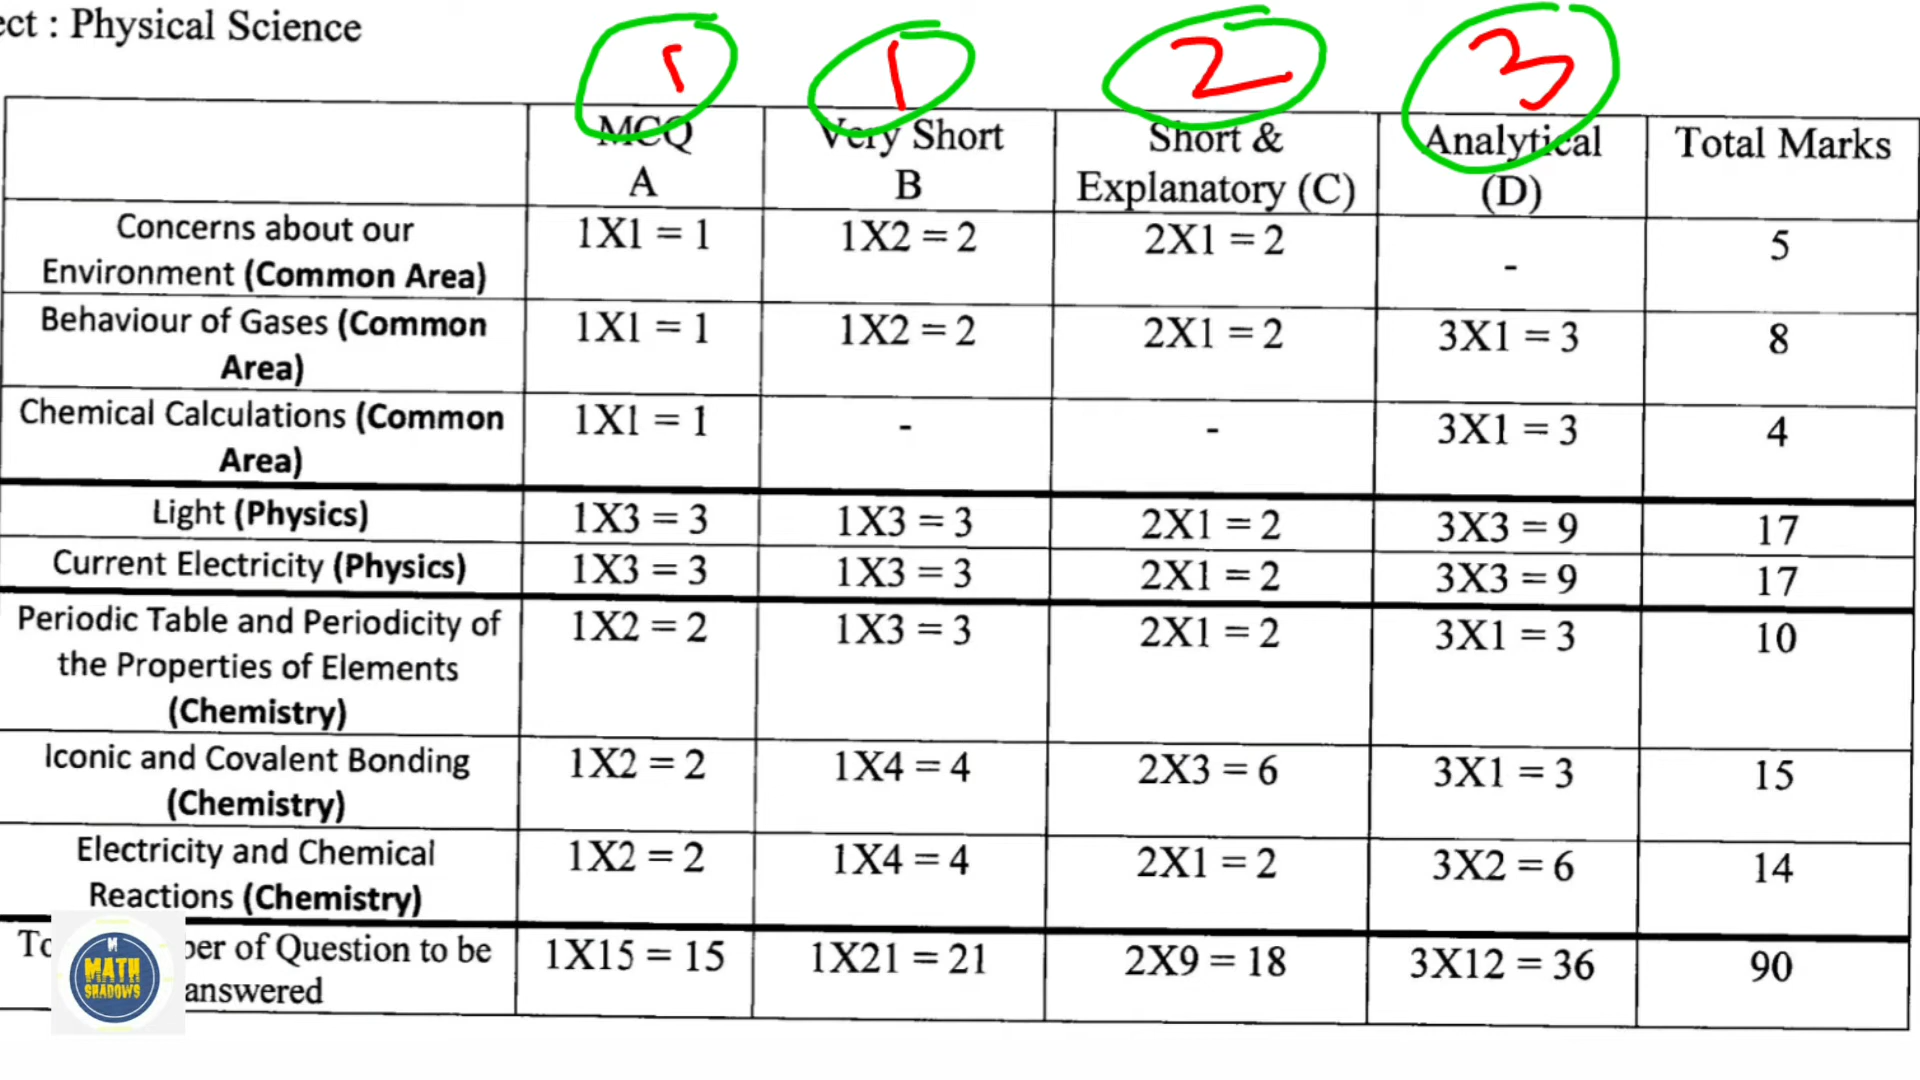 ect : Physical Science
1 1 2 3
MCQ Very Short Short & Analytical Total Marks
A B Explanatory (C) (D)
Concerns about our 1X1 = 1 1X2 = 2 2X1 = 2 - 5
Environment (Common Area)
Behaviour of Gases (Common 1X1 = 1 1X2 = 2 2X1 = 2 3X1 = 3 8
Area)
Chemical Calculations (Common 1X1 = 1 - - 3X1 = 3 4
Area)
Light (Physics) 1X3 = 3 1X3 = 3 2X1 = 2 3X3 = 9 17
Current Electricity (Physics) 1X3 = 3 1X3 = 3 2X1 = 2 3X3 = 9 17
Periodic Table and Periodicity of 1X2 = 2 1X3 = 3 2X1 = 2 3X1 = 3 10
the Properties of Elements
(Chemistry)
Iconic and Covalent Bonding 1X2 = 2 1X4 = 4 2X3 = 6 3X1 = 3 15
(Chemistry)
Electricity and Chemical 1X2 = 2 1X4 = 4 2X1 = 2 3X2 = 6 14
Reactions (Chemistry)
of Question to be 1X15 = 15 1X21 = 21 2X9 = 18 3X12 = 36 90
answered
M
MATH
SHADOWS